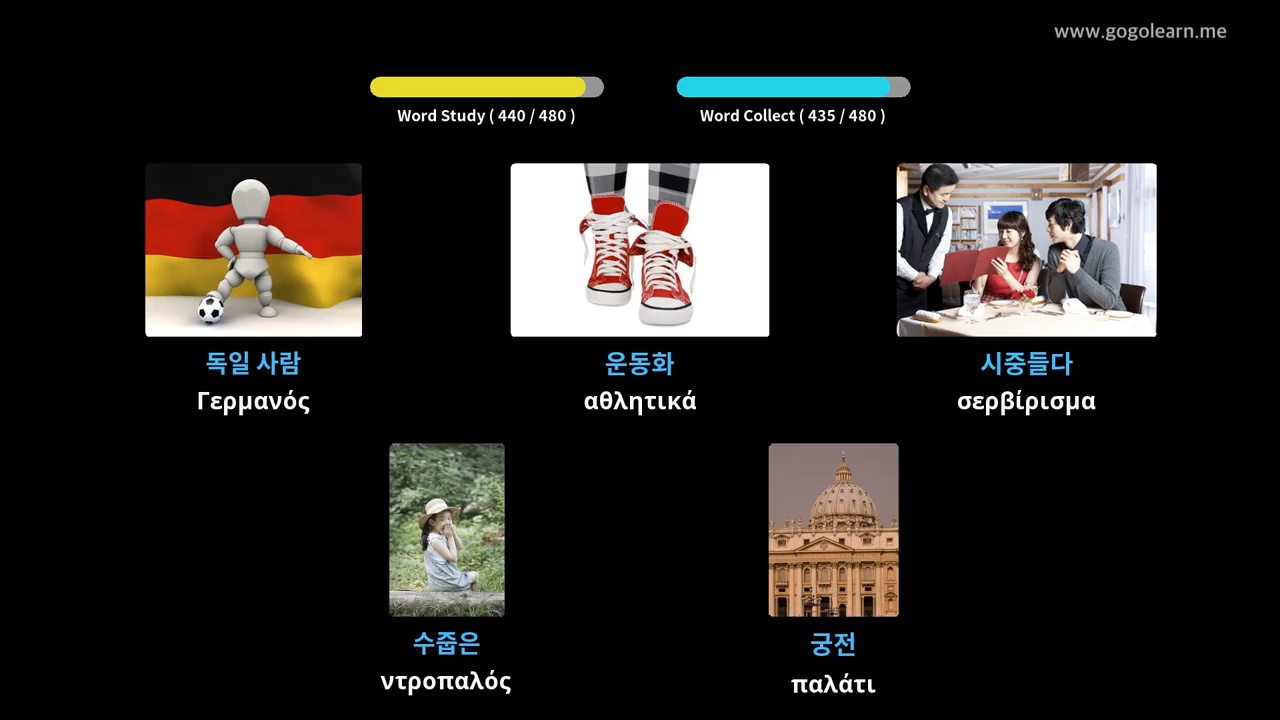 www.gogolearn.me
Word Study ( 440 / 480 )
Word Collect ( 435 / 480 )
독일 사람
Γερμανός
운동화
αθλητικά
시중들다
σερβίρισμα
수줍은
ντροπαλός
궁전
παλάτι